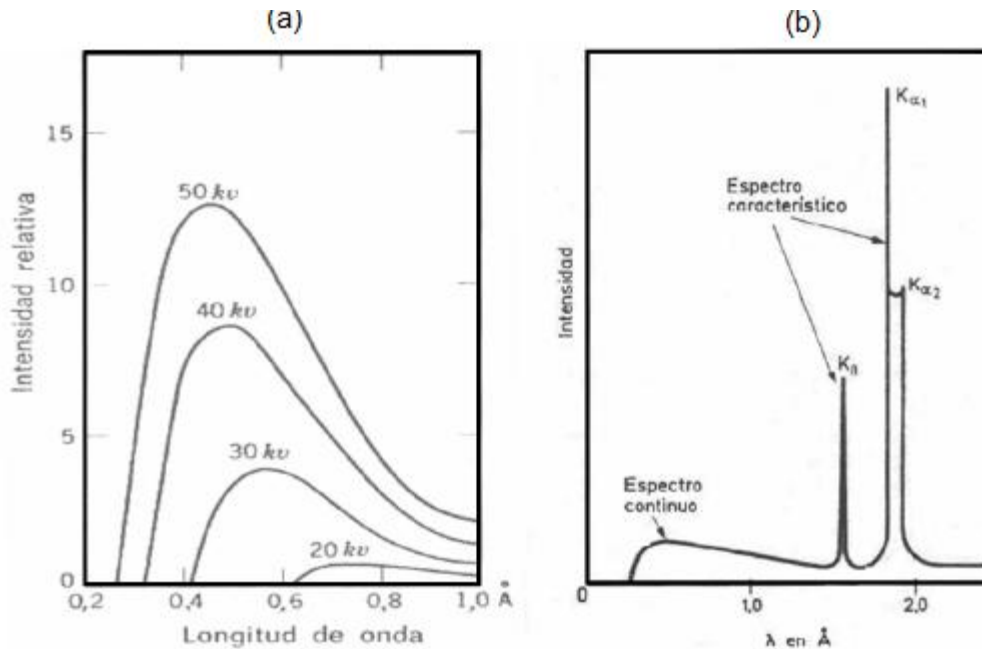 (a)
15
10
5
0
Intensidad relativa
50 kv
40 kv
30 kv
20 kv
0,2
0,4
0,6
0,8
1,0 Å
Longitud de onda
(b)
Intensidad
Kα1
Espectro
característico
Kα2
Kβ
Espectro
continuo
0
1,0
2,0
λ en Å